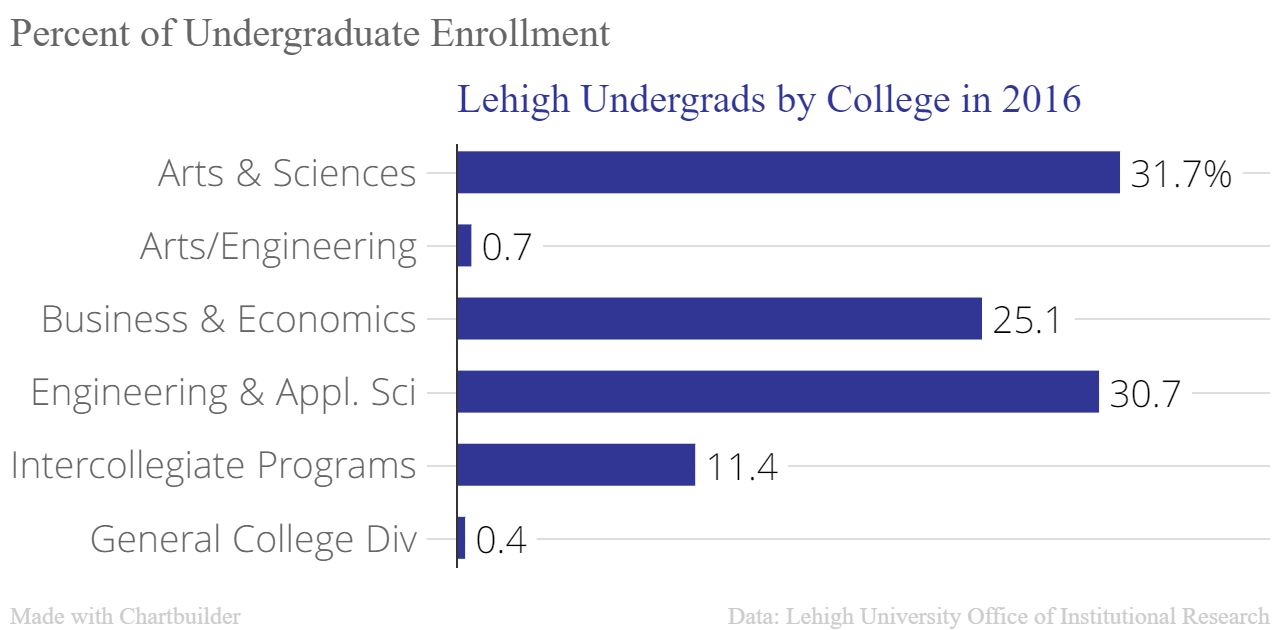 Percent of Undergraduate Enrollment
Lehigh Undergrads by College in 2016
Arts & Sciences 31.7%
Arts/Engineering 0.7
Business & Economics 25.1
Engineering & Appl. Sci 30.7
Intercollegiate Programs 11.4
General College Div 0.4
Made with Chartbuilder Data: Lehigh University Office of Institutional Research